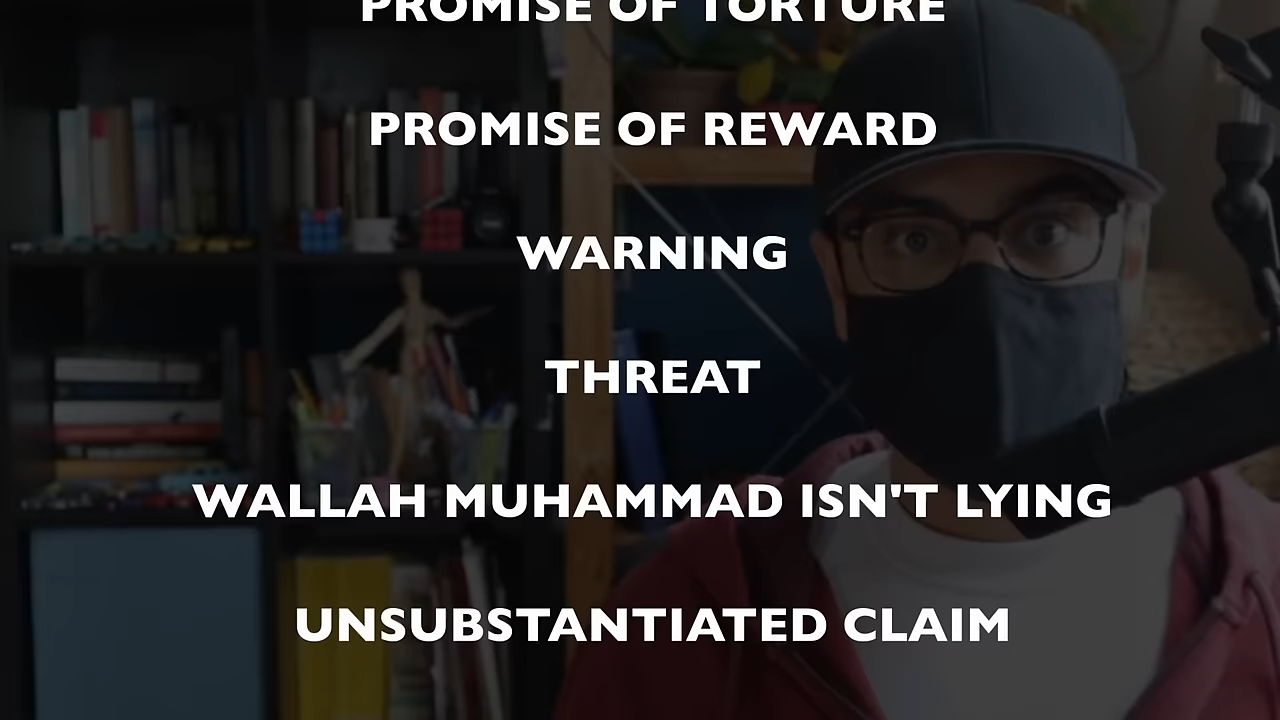 PROMISE OF TORTURE
PROMISE OF REWARD
WARNING
THREAT
WALLAH MUHAMMAD ISN'T LYING
UNSUBSTANTIATED CLAIM